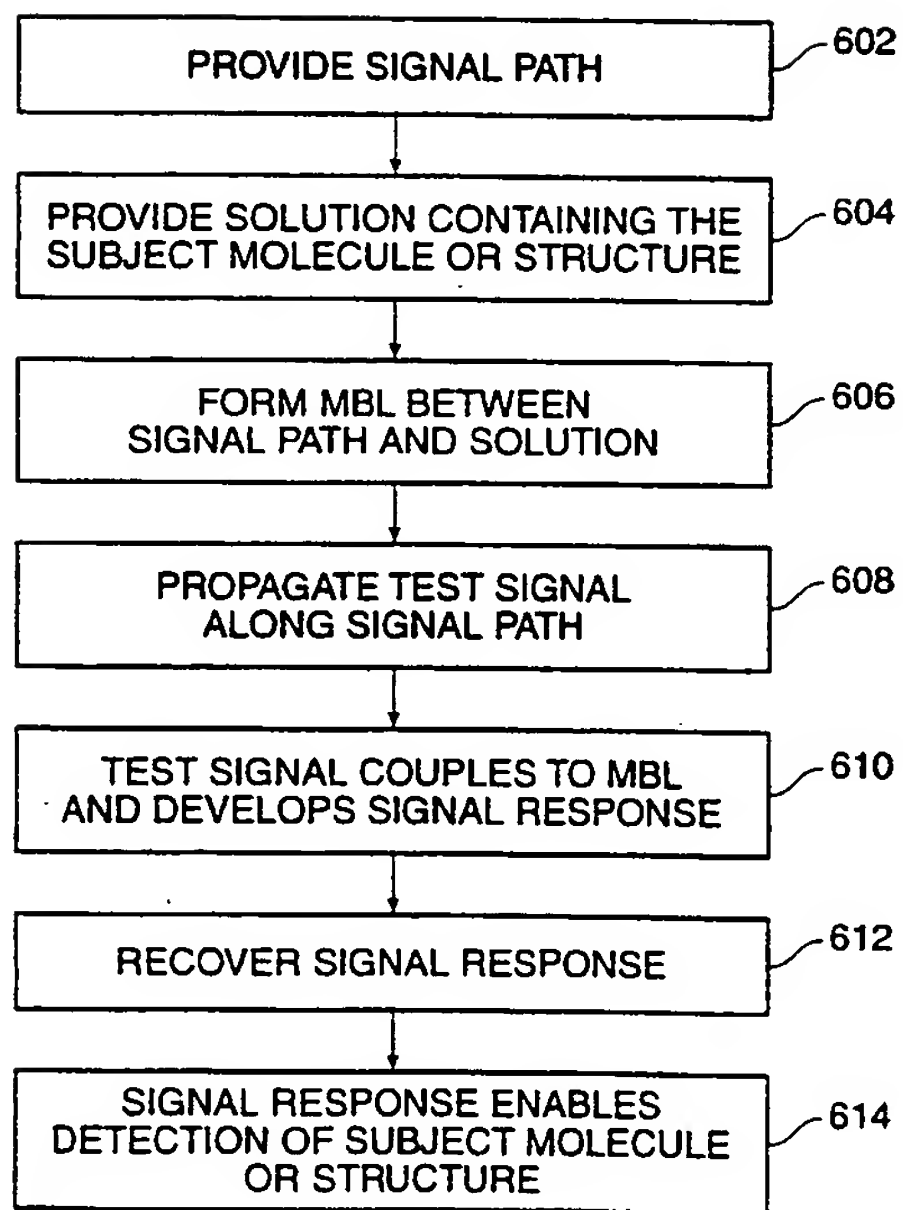 PROVIDE SIGNAL PATH
602
PROVIDE SOLUTION CONTAINING THE
SUBJECT MOLECULE OR STRUCTURE
604
FORM MBL BETWEEN
SIGNAL PATH AND SOLUTION
606
PROPAGATE TEST SIGNAL
ALONG SIGNAL PATH
608
TEST SIGNAL COUPLES TO MBL
AND DEVELOPS SIGNAL RESPONSE
610
RECOVER SIGNAL RESPONSE
612
SIGNAL RESPONSE ENABLES
DETECTION OF SUBJECT MOLECULE
OR STRUCTURE
614